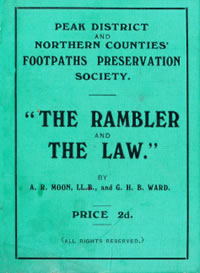 PEAK DISTRICT
AND
NORTHERN COUNTIES'
FOOTPATHS PRESERVATION
SOCIETY.
"THE RAMBLER
AND
THE LAW."
BY
A. R. MOON, LL.B., and G. H. B. WARD.
PRICE 2d.
(ALL RIGHTS RESERVED.)